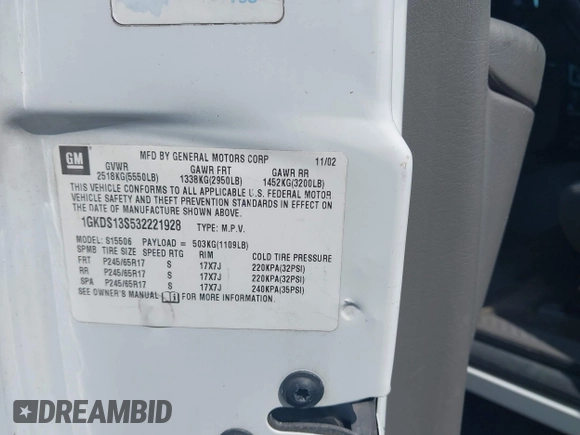 GM
MFD BY GENERAL MOTORS CORP 11/02
GVWR GAWR FRT GAWR RR
2518KG(5550LB) 1338KG(2950LB) 1452KG(3200LB)
THIS VEHICLE CONFORMS TO ALL APPLICABLE U.S. FEDERAL MOTOR
VEHICLE SAFETY AND THEFT PREVENTION STANDARDS IN EFFECT ON
THE DATE OF MANUFACTURE SHOWN ABOVE.
1GKDS13S532221928 TYPE: M.P.V.
MODEL: S15506 PAYLOAD = 503KG(1109LB)
SPMB TIRE SIZE SPEED RTG RIM COLD TIRE PRESSURE
FRT P245/65R17 S 17X7J 220KPA(32PSI)
RR P245/65R17 S 17X7J 220KPA(32PSI)
SPA P245/65R17 S 17X7J 240KPA(35PSI)
SEE OWNER'S MANUAL FOR MORE INFORMATION.
DREAMBID